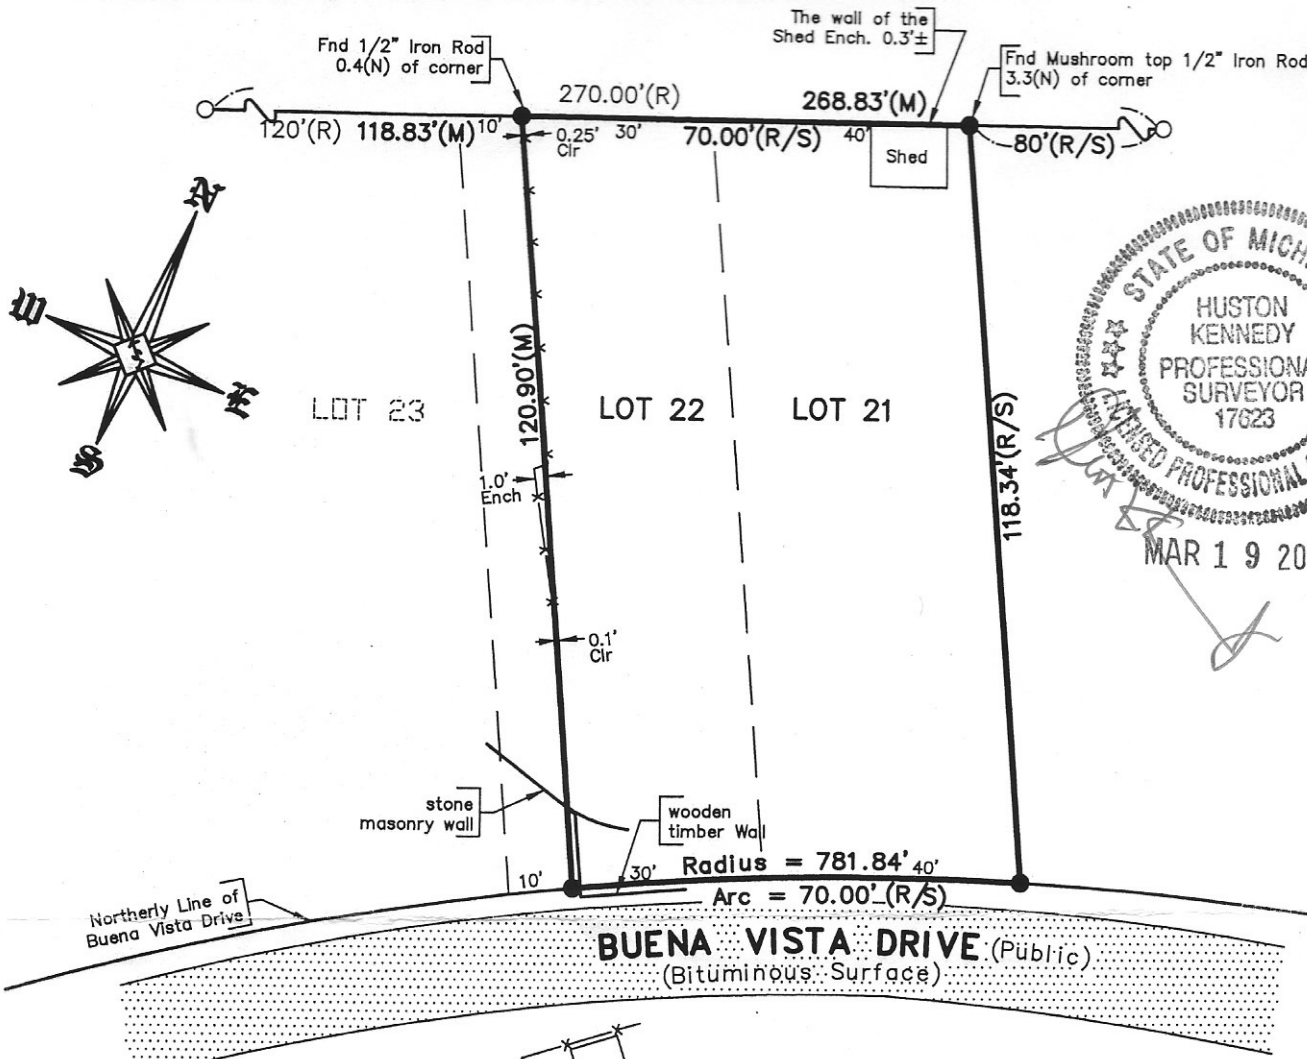 The wall of the
Shed Ench. 0.3'±
Fnd 1/2" Iron Rod
0.4(N) of corner
Fnd Mushroom top 1/2" Iron Rod
3.3(N) of corner
270.00'(R)
268.83'(M)
120'(R)
118.83'(M)
10'
0.25'
Clr
30'
70.00'(R/S)
40'
80'(R/S)
Shed
N
W
E
S
STATE OF MICH
HUSTON
KENNEDY
PROFESSIONA
SURVEYOR
17623
LICENSED PROFESSIONAL
MAR 1 9 20
120.90'(M)
LOT 23
LOT 22
LOT 21
118.34'(R/S)
1.0'
Ench
0.1'
Clr
stone
masonry wall
wooden
timber Wall
10'
30'
Radius = 781.84'
40'
Arc = 70.00'(R/S)
Northerly Line of
Buena Vista Drive
BUENA VISTA DRIVE (Public)
(Bituminous Surface)